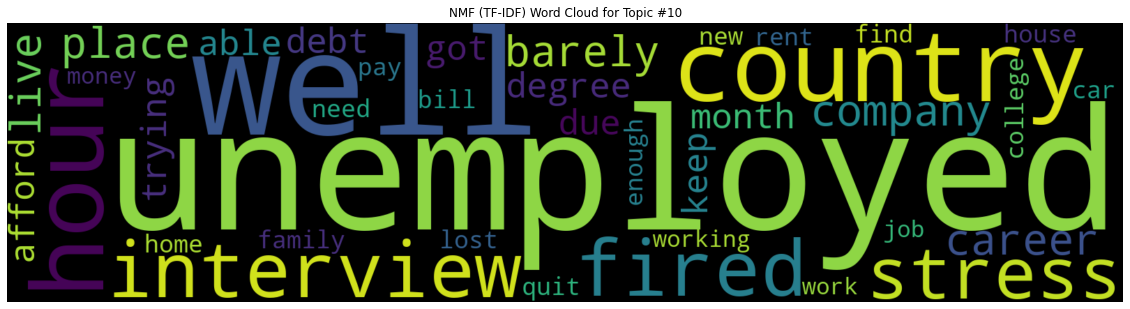 NMF (TF-IDF) Word Cloud for Topic #10
place able debt got barely new rent find house
money well pay degree country college car
afford live hour trying need bill due enough keep month company
unemployed
home family lost working job career
interview quit fired work stress